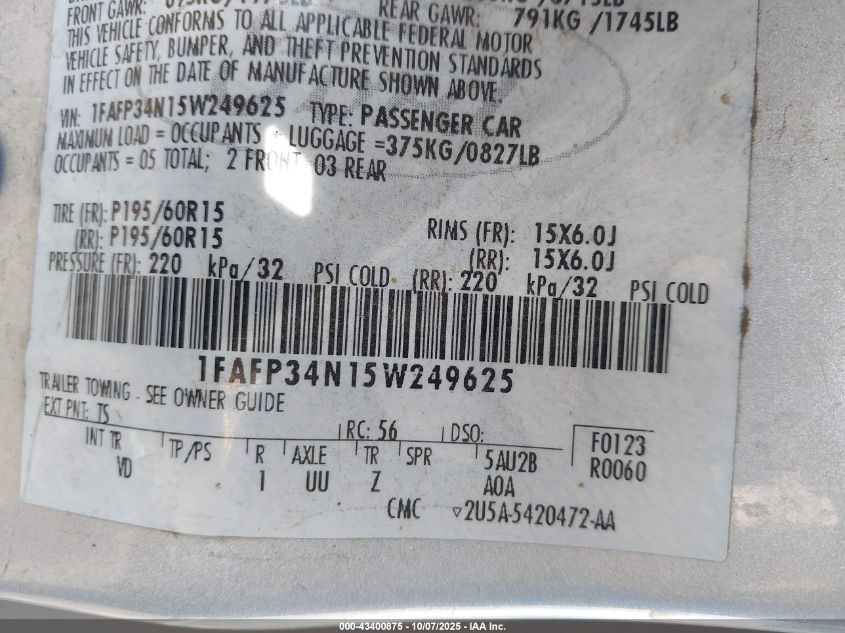 FRONT GAWR: REAR GAWR: 791KG /1745LB
THIS VEHICLE CONFORMS TO ALL APPLICABLE FEDERAL MOTOR
VEHICLE SAFETY, BUMPER, AND THEFT PREVENTION STANDARDS
IN EFFECT ON THE DATE OF MANUFACTURE SHOWN ABOVE.
VIN: 1FAFP34N15W249625 TYPE: PASSENGER CAR
MAXIMUM LOAD = OCCUPANTS + LUGGAGE =375KG/0827LB
OCCUPANTS = 05 TOTAL; 2 FRONT 03 REAR
TIRE (FR): P195/60R15 RIMS (FR): 15X6.0J
(RR): P195/60R15 (RR): 15X6.0J
PRESSURE (FR): 220 kPa/32 PSI COLD (RR): 220 kPa/32 PSI COLD
1FAFP34N15W249625
TRAILER TOWING - SEE OWNER GUIDE
EXT PNT: TS RC: 56 DSO: F0123
INT TR TP/PS R AXLE TR SPR 5AU2B R0060
VD 1 UU Z A0A
CMC ▽2U5A-5420472-AA
000-43400875 - 10/07/2025 - IAA Inc.